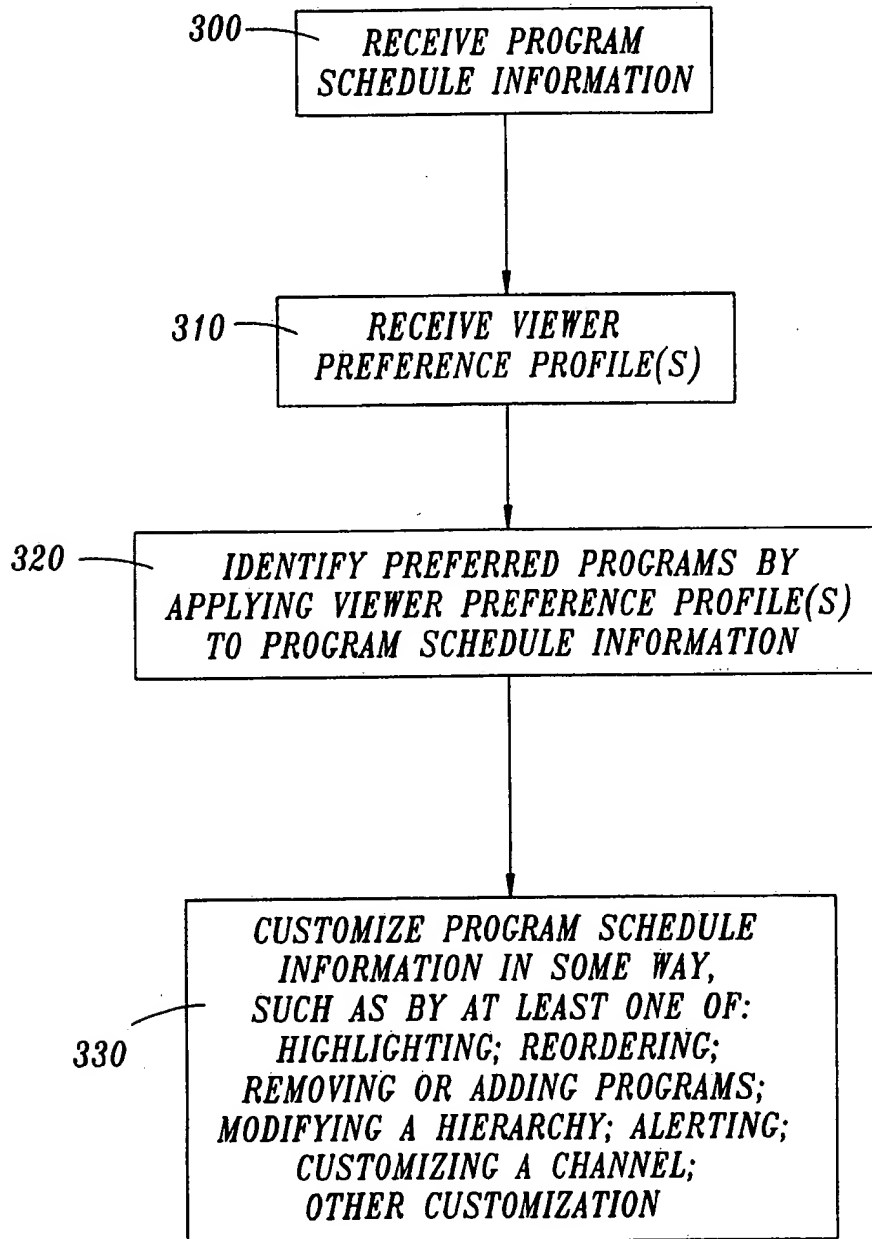 300
RECEIVE PROGRAM
SCHEDULE INFORMATION
310
RECEIVE VIEWER
PREFERENCE PROFILE(S)
320
IDENTIFY PREFERRED PROGRAMS BY
APPLYING VIEWER PREFERENCE PROFILE(S)
TO PROGRAM SCHEDULE INFORMATION
330
CUSTOMIZE PROGRAM SCHEDULE
INFORMATION IN SOME WAY,
SUCH AS BY AT LEAST ONE OF:
HIGHLIGHTING; REORDERING;
REMOVING OR ADDING PROGRAMS;
MODIFYING A HIERARCHY; ALERTING;
CUSTOMIZING A CHANNEL;
OTHER CUSTOMIZATION